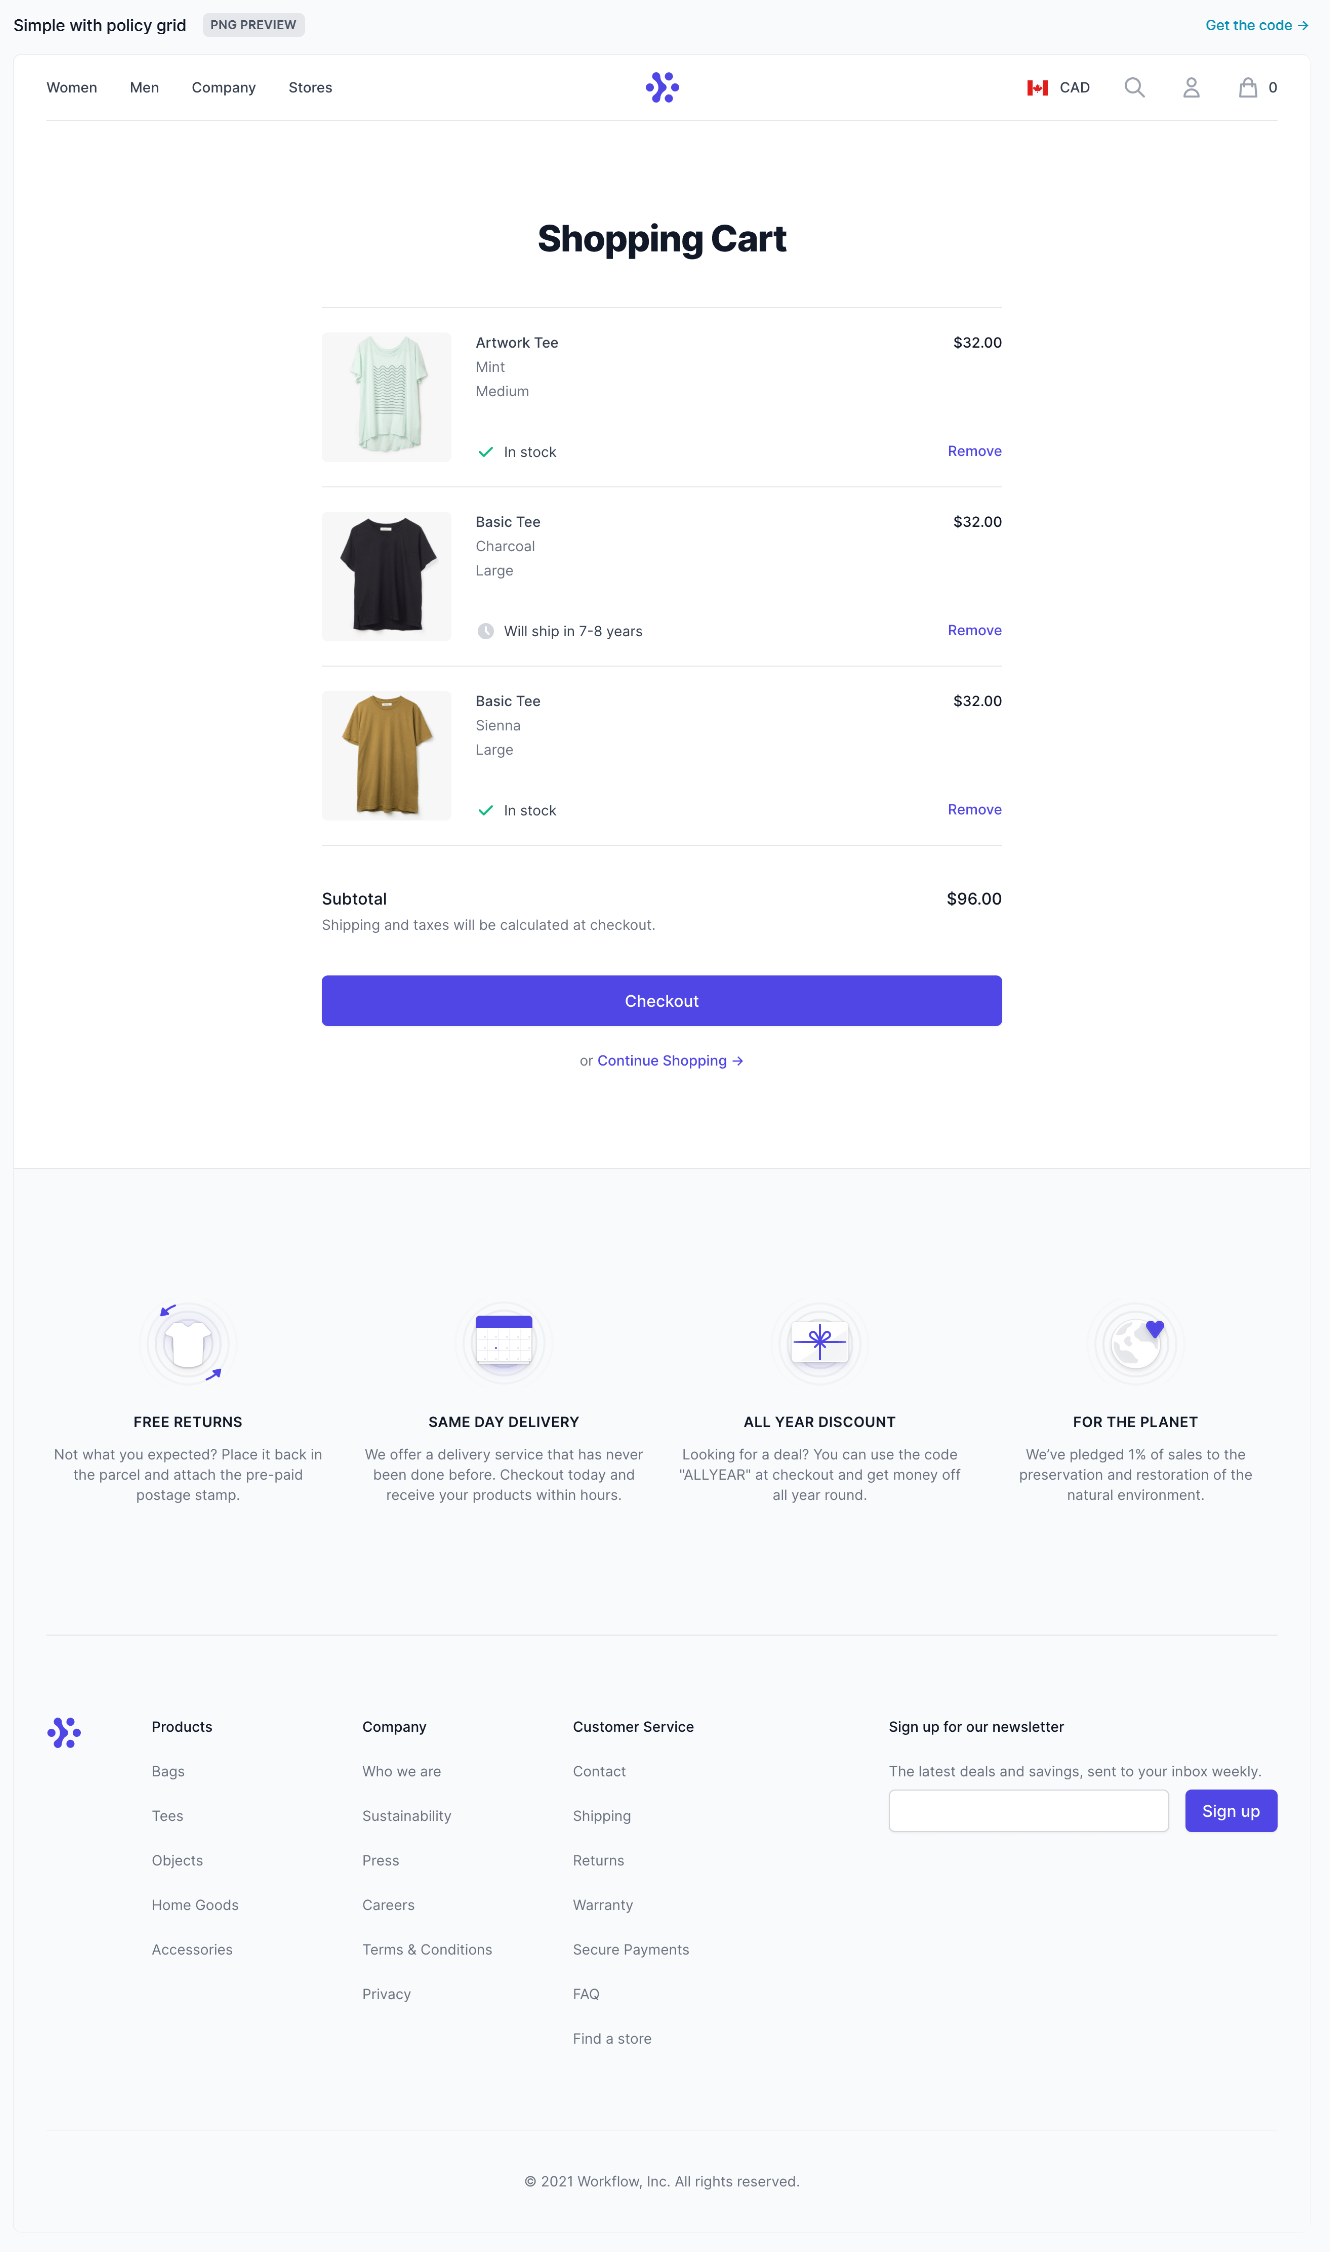 Simple with policy grid
PNG PREVIEW
Get the code →
Women
Men
Company
Stores
CAD
0
Shopping Cart
Artwork Tee
$32.00
Mint
Medium
In stock
Remove
Basic Tee
$32.00
Charcoal
Large
Will ship in 7-8 years
Remove
Basic Tee
$32.00
Sienna
Large
In stock
Remove
Subtotal
$96.00
Shipping and taxes will be calculated at checkout.
Checkout
or Continue Shopping →
FREE RETURNS
Not what you expected? Place it back in
the parcel and attach the pre-paid
postage stamp.
SAME DAY DELIVERY
We offer a delivery service that has never
been done before. Checkout today and
receive your products within hours.
ALL YEAR DISCOUNT
Looking for a deal? You can use the code
"ALLYEAR" at checkout and get money off
all year round.
FOR THE PLANET
We’ve pledged 1% of sales to the
preservation and restoration of the
natural environment.
Products
Bags
Tees
Objects
Home Goods
Accessories
Company
Who we are
Sustainability
Press
Careers
Terms & Conditions
Privacy
Customer Service
Contact
Shipping
Returns
Warranty
Secure Payments
FAQ
Find a store
Sign up for our newsletter
The latest deals and savings, sent to your inbox weekly.
Sign up
© 2021 Workflow, Inc. All rights reserved.